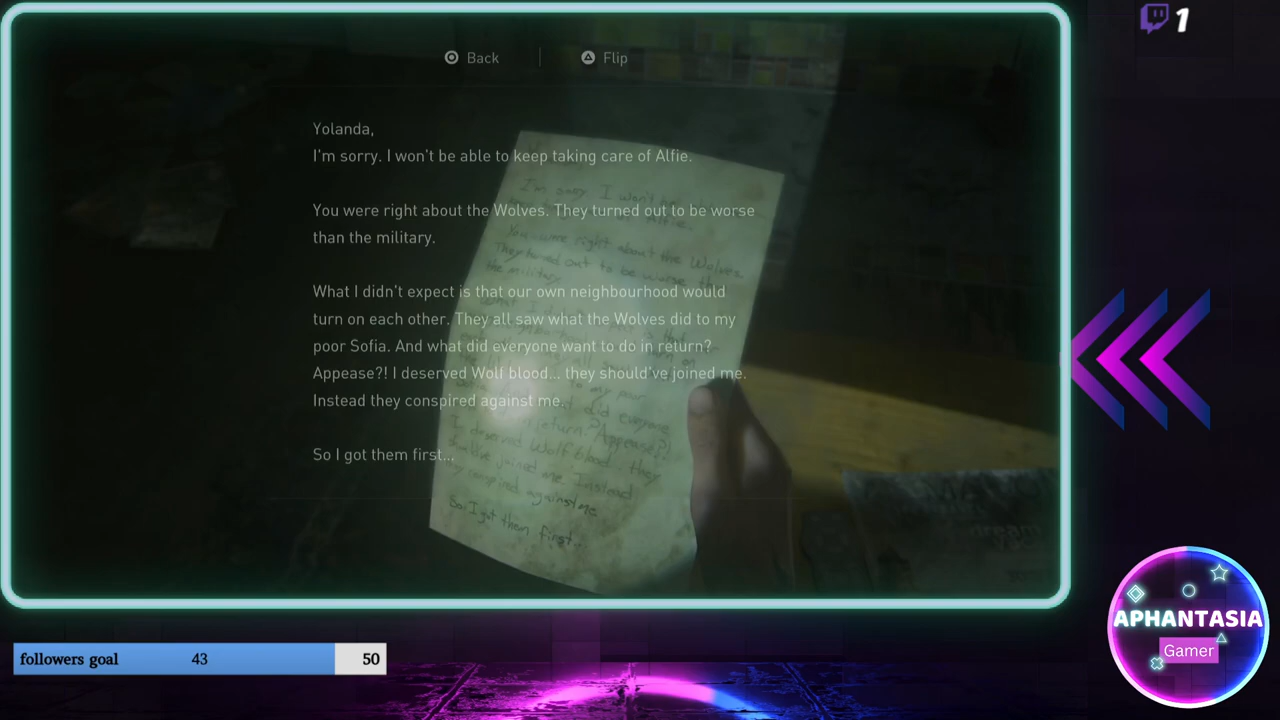 1
Back
Flip
Yolanda,
I'm sorry. I won't be able to keep taking care of Alfie.
You were right about the Wolves. They turned out to be worse
than the military.
What I didn't expect is that our own neighbourhood would
turn on each other. They all saw what the Wolves did to my
poor Sofia. And what did everyone want to do in return?
Appease?! I deserved Wolf blood... they should've joined me.
Instead they conspired against me.
So I got them first...
APHANTASIA
Gamer
followers goal 43 50